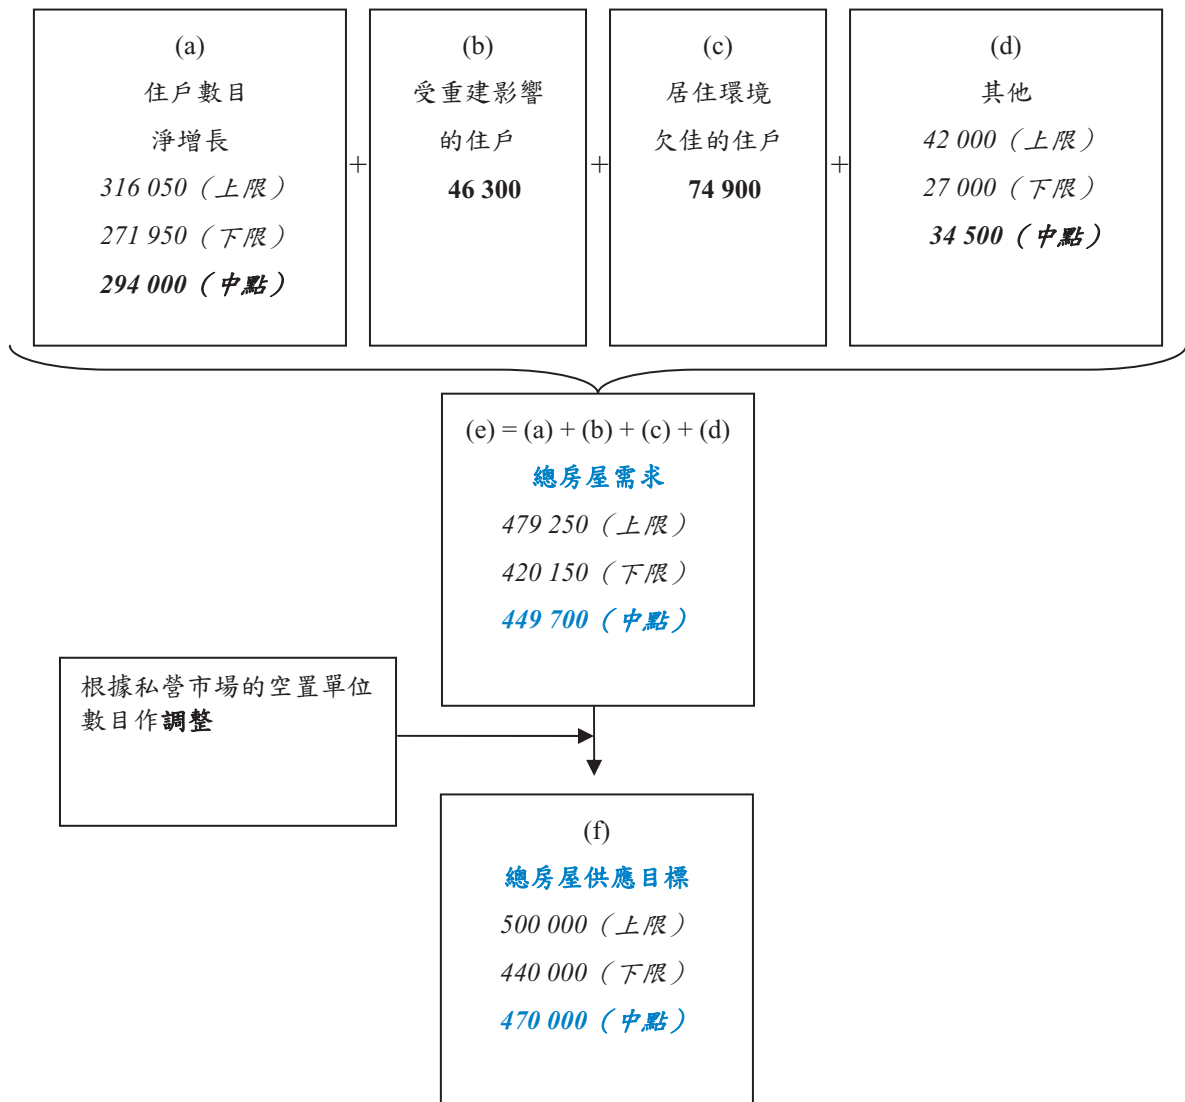 (a)
住戶數目
淨增長
316 050（上限）
271 950（下限）
294 000（中點）
+
(b)
受重建影響
的住戶
46 300
+
(c)
居住環境
欠佳的住戶
74 900
+
(d)
其他
42 000（上限）
27 000（下限）
34 500（中點）
(e) = (a) + (b) + (c) + (d)
總房屋需求
479 250（上限）
420 150（下限）
449 700（中點）
根據私營市場的空置單位
數目作調整
(f)
總房屋供應目標
500 000（上限）
440 000（下限）
470 000（中點）